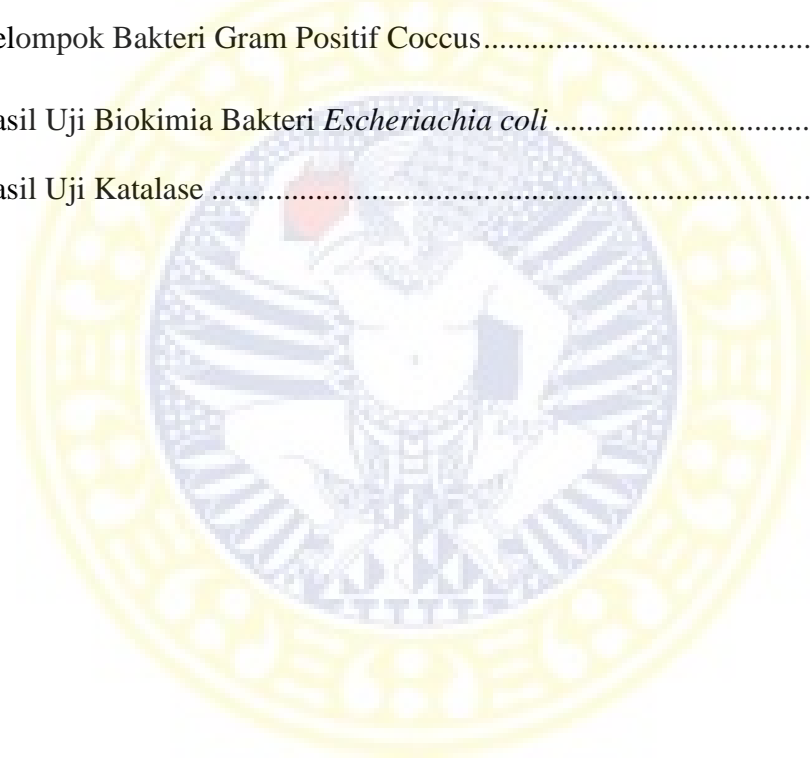 elompok Bakteri Gram Positif Coccus..........................................
asil Uji Biokimia Bakteri Escheriachia coli ................................
asil Uji Katalase ..........................................................................